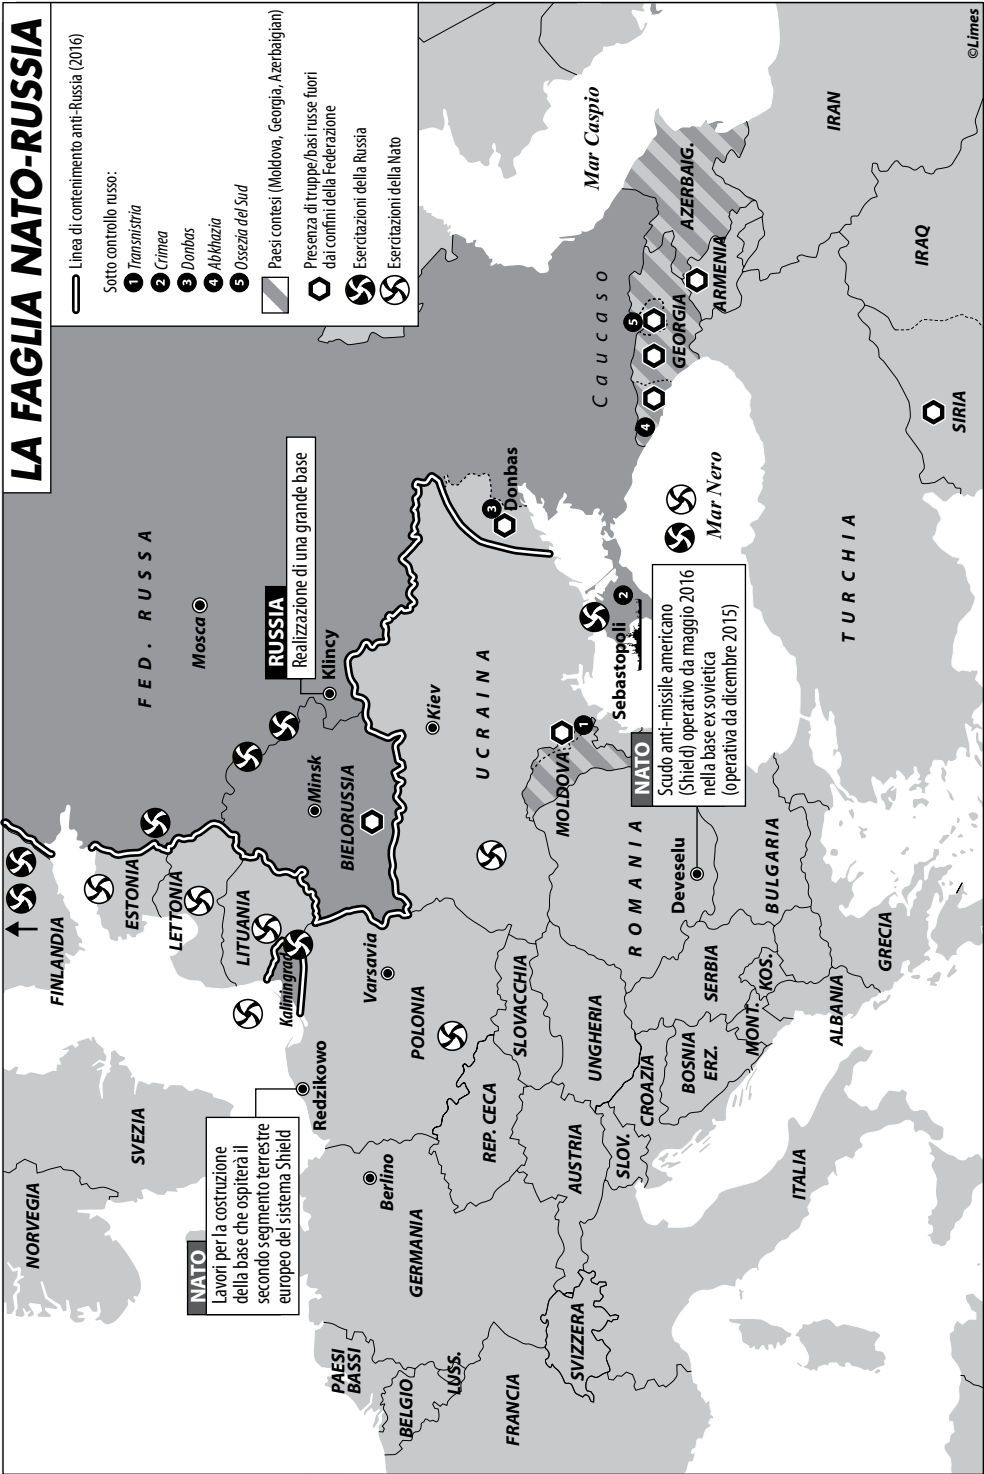 LA FAGLIA NATO-RUSSIA
Linea di contenimento anti-Russia (2016)
Sotto controllo russo:
1 Transnistria
2 Crimea
3 Donbas
4 Abkhazia
5 Ossezia del Sud
Paesi contesi (Moldova, Georgia, Azerbaigian)
Presenza di truppe/basi russe fuori
dai confini della Federazione
Esercitazioni della Russia
Esercitazioni della Nato
NORVEGIA
SVEZIA
FINLANDIA
ESTONIA
LETTONIA
LITUANIA
Kaliningrad
FED. RUSSA
Mosca
RUSSIA
Realizzazione di una grande base
Klincy
Minsk
BIELORUSSIA
NATO
Lavori per la costruzione
della base che ospiterà il
secondo segmento terrestre
europeo del sistema Shield
Redzikowo
Varsavia
POLONIA
Berlino
GERMANIA
PAESI
BASSI
BELGIO
LUSS.
FRANCIA
SVIZZERA
REP. CECA
SLOVACCHIA
AUSTRIA
UNGHERIA
SLOV.
CROAZIA
BOSNIA
ERZ.
SERBIA
MONT.
KOS.
ALBANIA
ITALIA
GRECIA
BULGARIA
ROMANIA
Deveselu
MOLDOVA
1
Kiev
UCRAINA
3
Donbas
2
Sebastopoli
NATO
Scudo anti-missile americano
(Shield) operativo da maggio 2016
nella base ex sovietica
(operativa da dicembre 2015)
Mar Nero
Caucaso
4
5
GEORGIA
ARMENIA
AZERBAIG.
Mar Caspio
TURCHIA
SIRIA
IRAQ
IRAN
©Limes